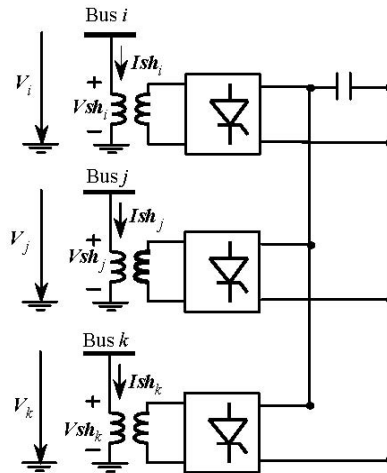 Bus i
Ish_i
V_i
+
Vsh_i
−
Bus j
Ish_j
V_j
+
Vsh_j
−
Bus k
Ish_k
V_k
+
Vsh_k
−